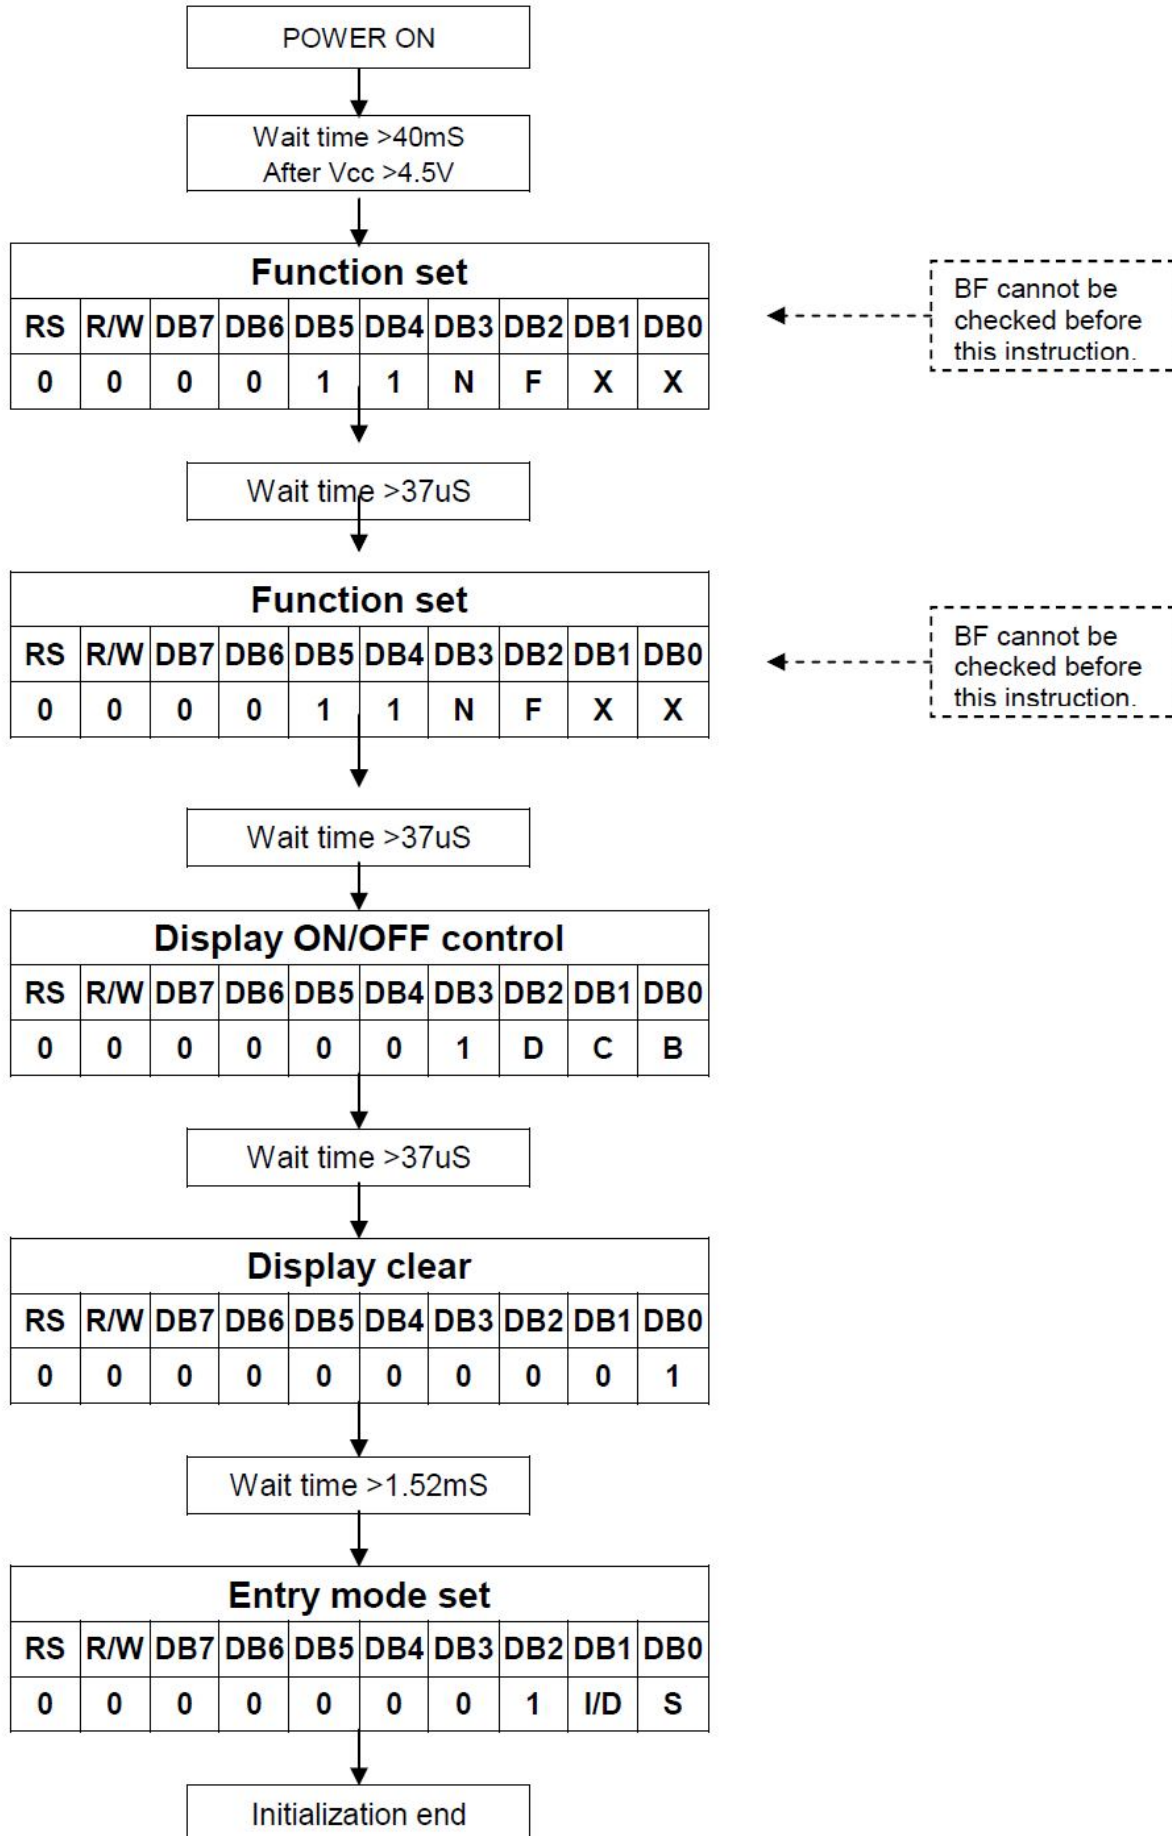 POWER ON
Wait time >40mS
After Vcc >4.5V
Function set
RS R/W DB7 DB6 DB5 DB4 DB3 DB2 DB1 DB0
0 0 0 0 1 1 N F X X
BF cannot be
checked before
this instruction.
Wait time >37uS
Function set
RS R/W DB7 DB6 DB5 DB4 DB3 DB2 DB1 DB0
0 0 0 0 1 1 N F X X
BF cannot be
checked before
this instruction.
Wait time >37uS
Display ON/OFF control
RS R/W DB7 DB6 DB5 DB4 DB3 DB2 DB1 DB0
0 0 0 0 0 0 1 D C B
Wait time >37uS
Display clear
RS R/W DB7 DB6 DB5 DB4 DB3 DB2 DB1 DB0
0 0 0 0 0 0 0 0 0 1
Wait time >1.52mS
Entry mode set
RS R/W DB7 DB6 DB5 DB4 DB3 DB2 DB1 DB0
0 0 0 0 0 0 0 1 I/D S
Initialization end